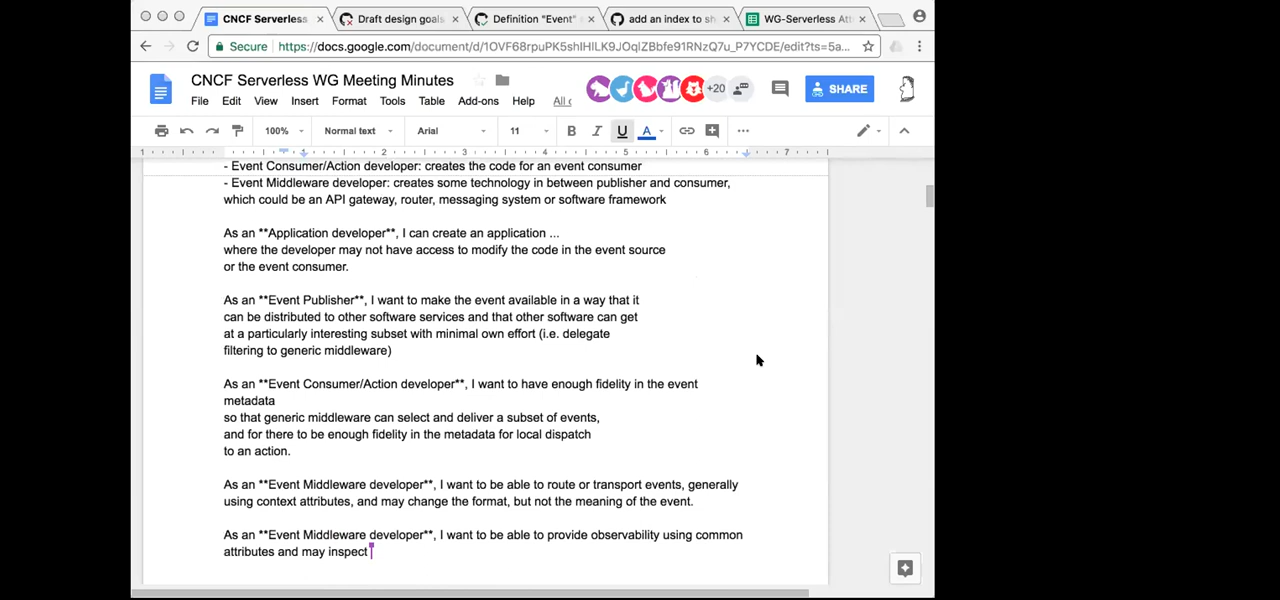 CNCF Serverless
Draft design goals
Definition "Event"
add an index to sh
WG-Serverless Att
Secure
https://docs.google.com/document/d/1OVF68rpuPK5shIHILK9JOqlZBbfe91RNzQ7u_P7YCDE/edit?ts=5a...
CNCF Serverless WG Meeting Minutes
File Edit View Insert Format Tools Table Add-ons Help All c
+20
SHARE
100% Normal text Arial 11 B I U A
1 1 2 3 4 5 6 7
- Event Consumer/Action developer: creates the code for an event consumer
- Event Middleware developer: creates some technology in between publisher and consumer,
which could be an API gateway, router, messaging system or software framework
As an **Application developer**, I can create an application ...
where the developer may not have access to modify the code in the event source
or the event consumer.
As an **Event Publisher**, I want to make the event available in a way that it
can be distributed to other software services and that other software can get
at a particularly interesting subset with minimal own effort (i.e. delegate
filtering to generic middleware)
As an **Event Consumer/Action developer**, I want to have enough fidelity in the event
metadata
so that generic middleware can select and deliver a subset of events,
and for there to be enough fidelity in the metadata for local dispatch
to an action.
As an **Event Middleware developer**, I want to be able to route or transport events, generally
using context attributes, and may change the format, but not the meaning of the event.
As an **Event Middleware developer**, I want to be able to provide observability using common
attributes and may inspect